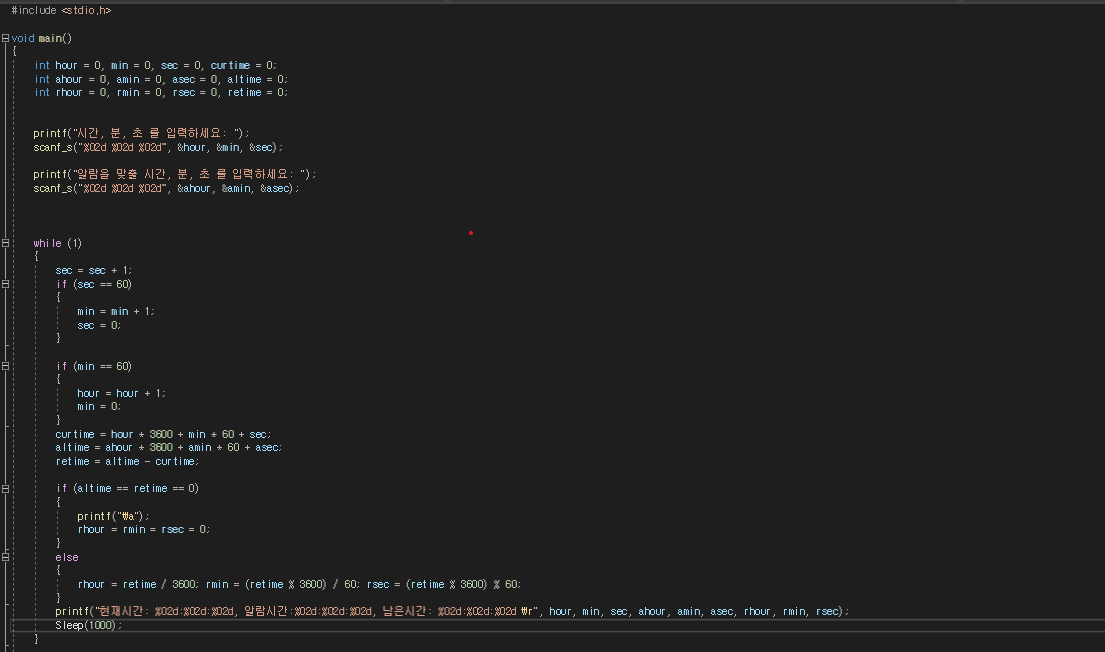 #include <stdio.h>
void main()
{
int hour = 0, min = 0, sec = 0, curtime = 0;
int ahour = 0, amin = 0, asec = 0, altime = 0;
int rhour = 0, rmin = 0, rsec = 0, retime = 0;
printf("시간, 분, 초 를 입력하세요: ");
scanf_s("%02d %02d %02d", &hour, &min, &sec);
printf("알람을 맞출 시간, 분, 초 를 입력하세요: ");
scanf_s("%02d %02d %02d", &ahour, &amin, &asec);
while (1)
{
sec = sec + 1;
if (sec == 60)
{
min = min + 1;
sec = 0;
}
if (min == 60)
{
hour = hour + 1;
min = 0;
}
curtime = hour * 3600 + min * 60 + sec;
altime = ahour * 3600 + amin * 60 + asec;
retime = altime - curtime;
if (altime == retime == 0)
{
printf("₩a");
rhour = rmin = rsec = 0;
}
else
{
rhour = retime / 3600; rmin = (retime % 3600) / 60; rsec = (retime % 3600) % 60;
}
printf("현재시간: %02d:%02d:%02d, 알람시간:%02d:%02d:%02d, 남은시간: %02d:%02d:%02d ₩r", hour, min, sec, ahour, amin, asec, rhour, rmin, rsec);
Sleep(1000);
}